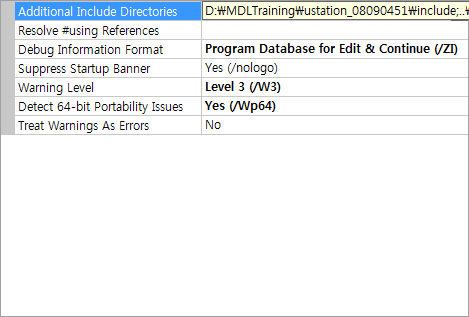 Additional Include Directories D:₩MDLTraining₩ustation_08090451₩include;..₩
Resolve #using References
Debug Information Format Program Database for Edit & Continue (/ZI)
Suppress Startup Banner Yes (/nologo)
Warning Level Level 3 (/W3)
Detect 64-bit Portability Issues Yes (/Wp64)
Treat Warnings As Errors No